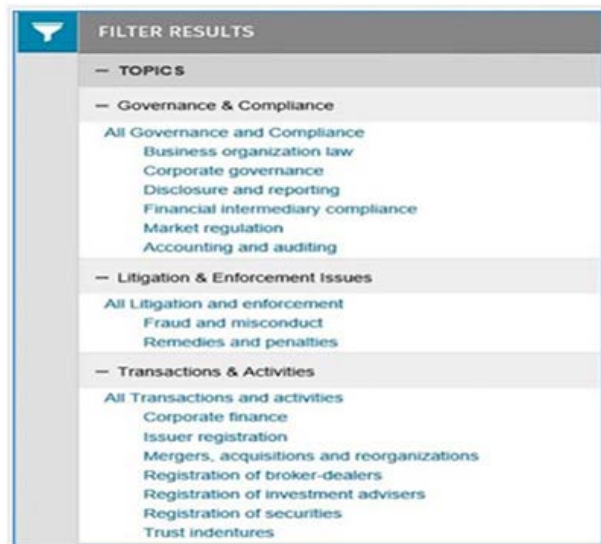 FILTER RESULTS
− TOPICS
− Governance & Compliance
All Governance and Compliance
Business organization law
Corporate governance
Disclosure and reporting
Financial intermediary compliance
Market regulation
Accounting and auditing
− Litigation & Enforcement Issues
All Litigation and enforcement
Fraud and misconduct
Remedies and penalties
− Transactions & Activities
All Transactions and activities
Corporate finance
Issuer registration
Mergers, acquisitions and reorganizations
Registration of broker-dealers
Registration of investment advisers
Registration of securities
Trust indentures